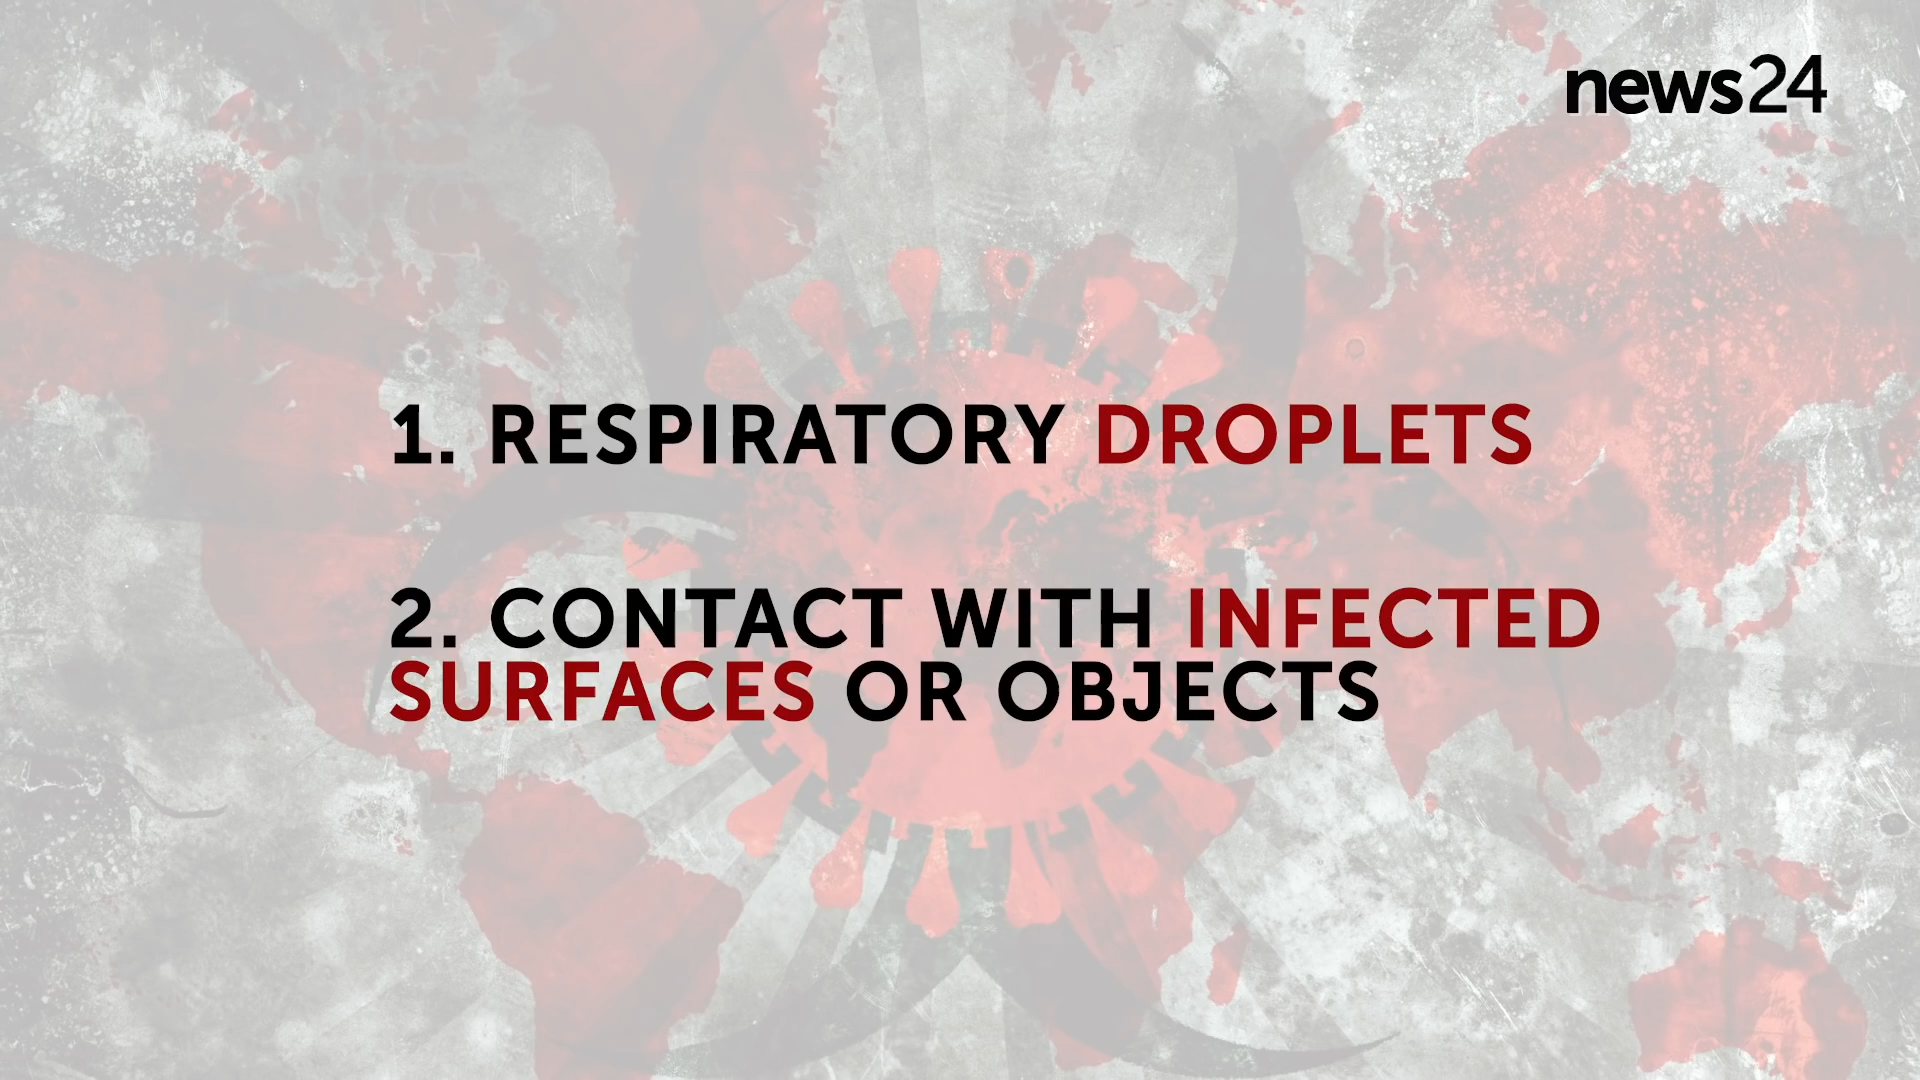 news24
1. RESPIRATORY DROPLETS
2. CONTACT WITH INFECTED
SURFACES OR OBJECTS